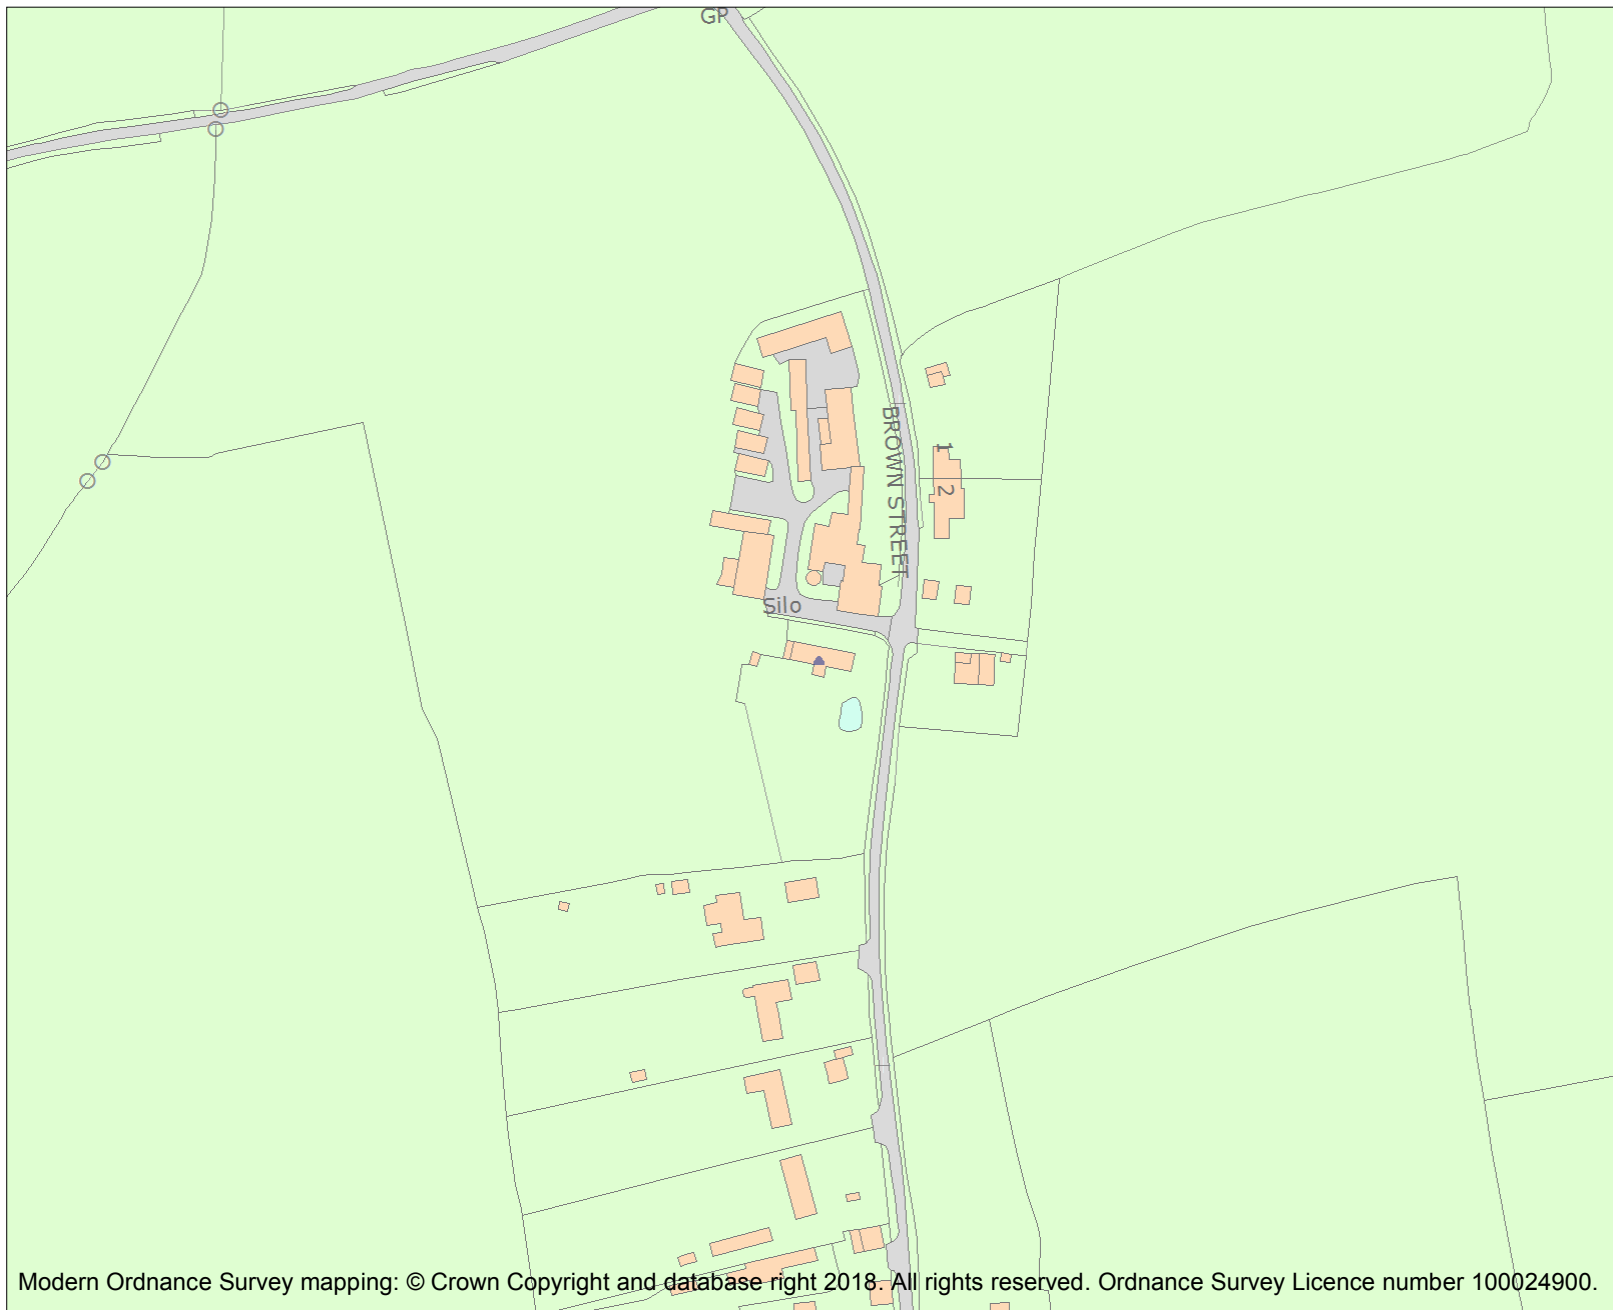 GP
BROWN STREET
1
2
Silo
Modern Ordnance Survey mapping: © Crown Copyright and database right 2018. All rights reserved. Ordnance Survey Licence number 100024900.